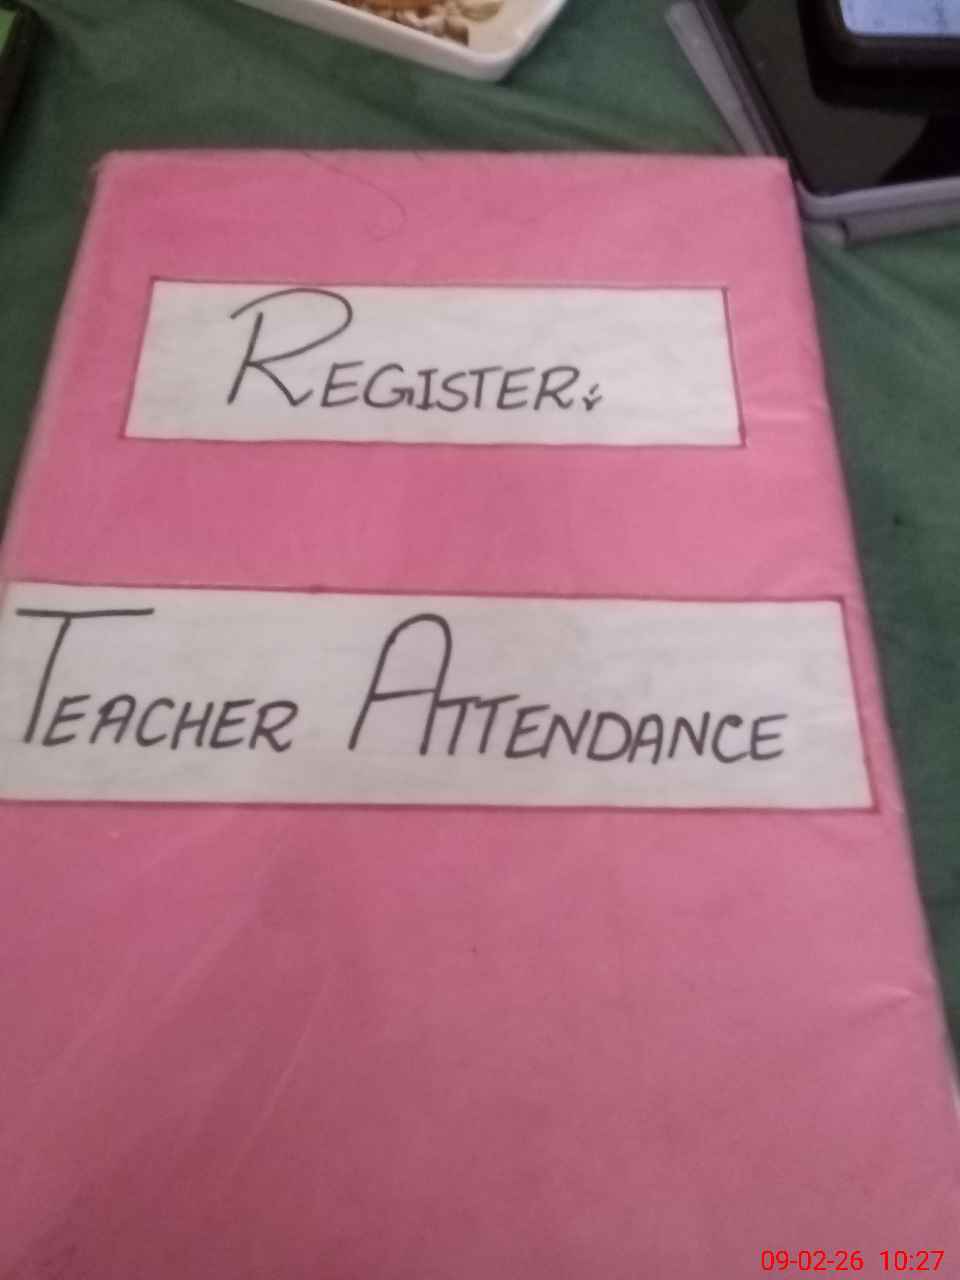 REGISTER:
TEACHER ATTENDANCE
09-02-26 10:27